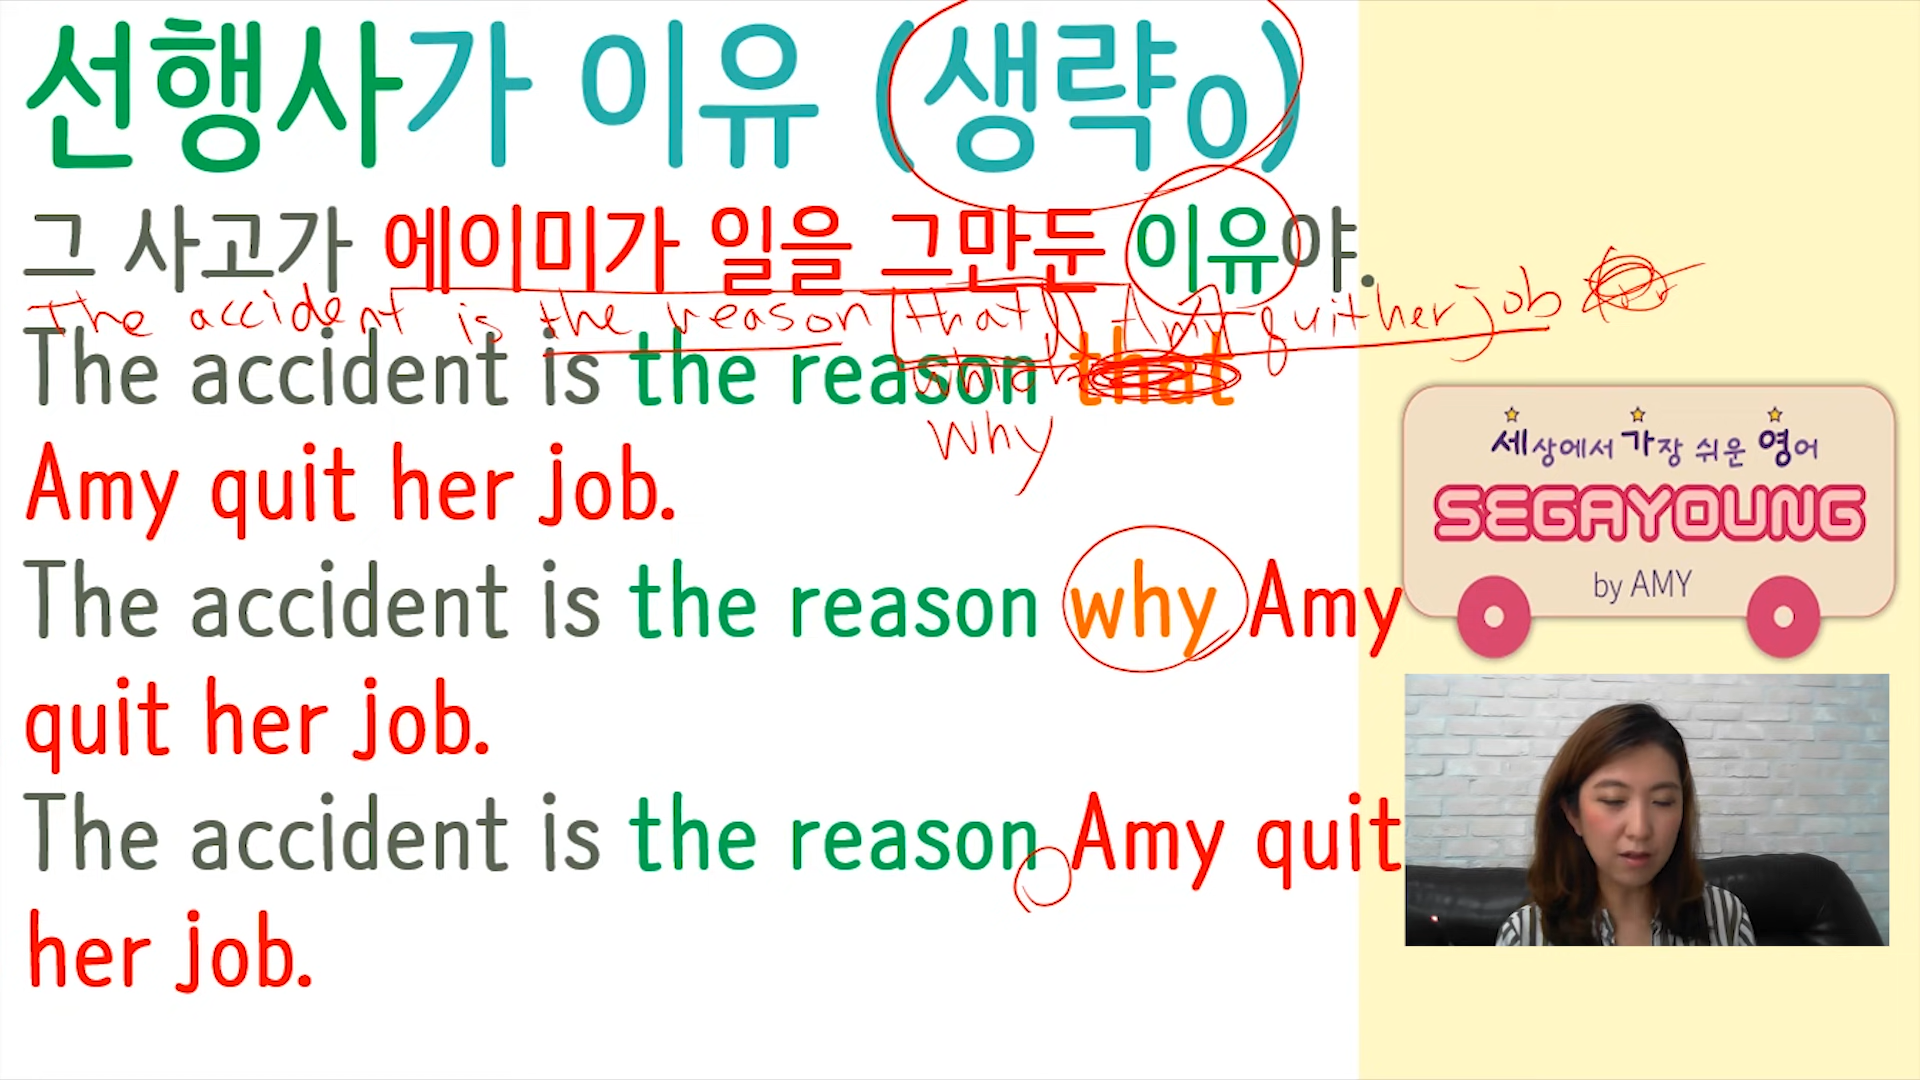 선행사가 이유 (생략o)
그 사고가 에이미가 일을 그만둔 이유야.
The accident is the reason that Amy quit her job
The accident is the reason that
which
why
Amy quit her job.
The accident is the reason why Amy
quit her job.
The accident is the reason Amy quit
her job.
세상에서 가장 쉬운 영어
SEGAYOUNG
by AMY